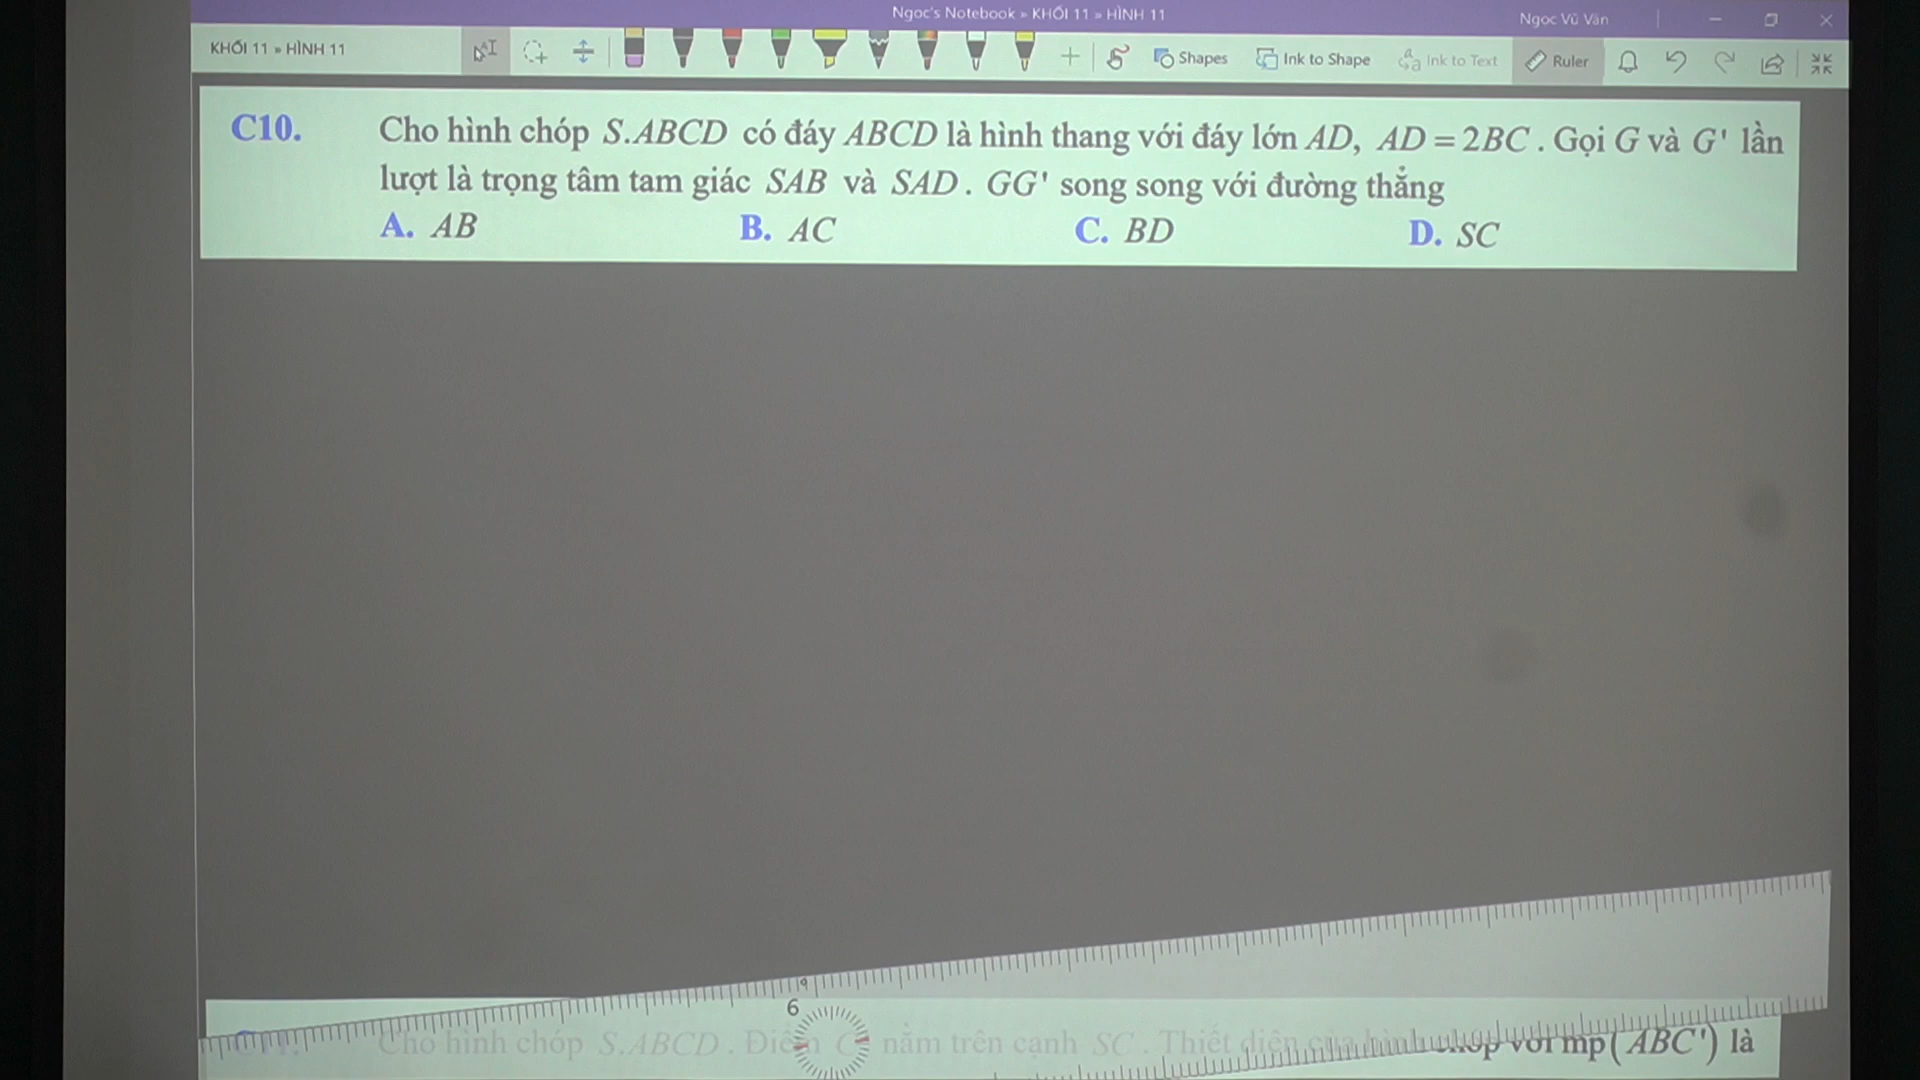 Ngoc's Notebook » KHỐI 11 » HÌNH 11
Ngoc Vũ Văn
KHỐI 11 » HÌNH 11
Shapes
Ink to Shape
Ink to Text
Ruler
C10. Cho hình chóp S.ABCD có đáy ABCD là hình thang với đáy lớn AD, AD = 2BC. Gọi G và G' lần
lượt là trọng tâm tam giác SAB và SAD. GG' song song với đường thẳng
A. AB B. AC C. BD D. SC
6
Cho hình chóp S.ABCD. Điểm C' nằm trên cạnh SC. Thiết diện của hình chóp với mp(ABC') là